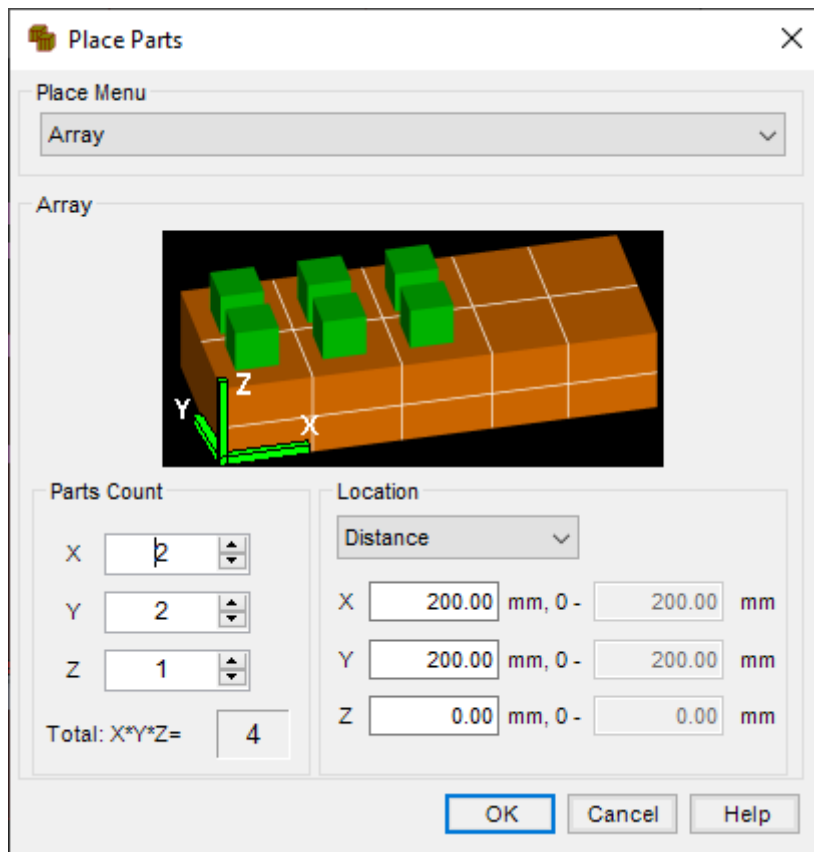 Place Parts
Place Menu
Array
Array
Z
Y
X
Parts Count
X 2
Y 2
Z 1
Total: X*Y*Z= 4
Location
Distance
X 200.00 mm, 0 - 200.00 mm
Y 200.00 mm, 0 - 200.00 mm
Z 0.00 mm, 0 - 0.00 mm
OK Cancel Help